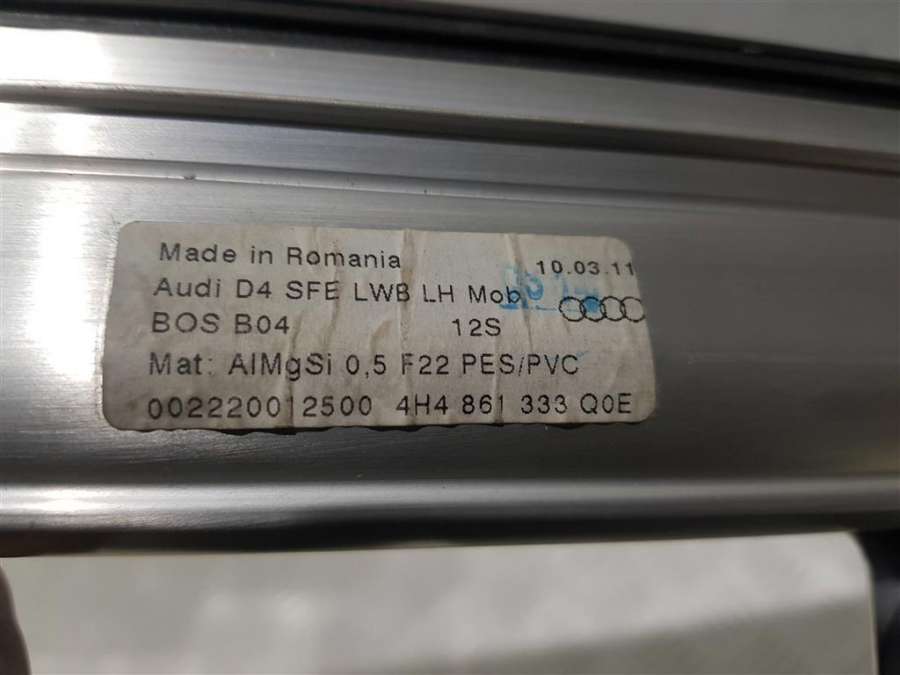 Made in Romania 10.03.11
Audi D4 SFE LWB LH Mob.
BOS B04 12S
Mat: AlMgSi 0,5 F22 PES/PVC
002220012500 4H4 861 333 Q0E